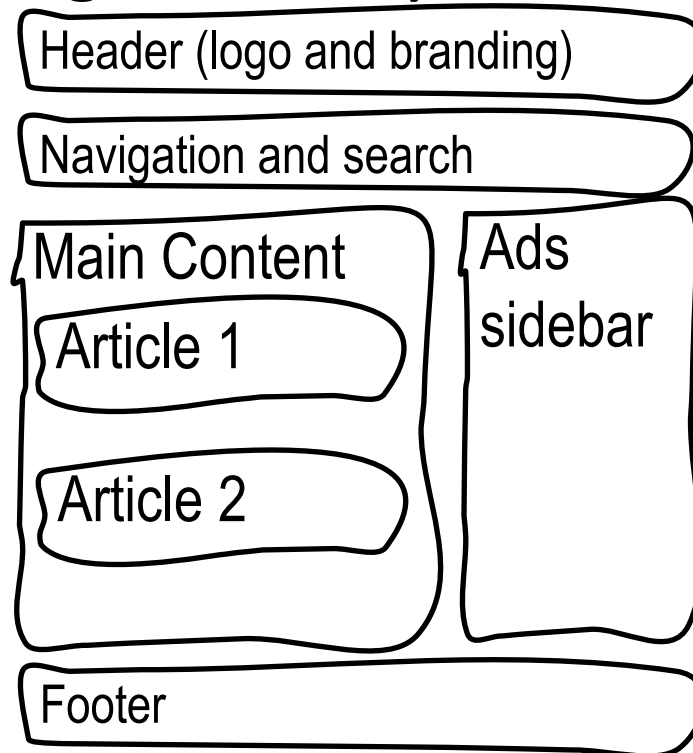 Header (logo and branding)
Navigation and search
Main Content
Article 1
Article 2
Ads
sidebar
Footer